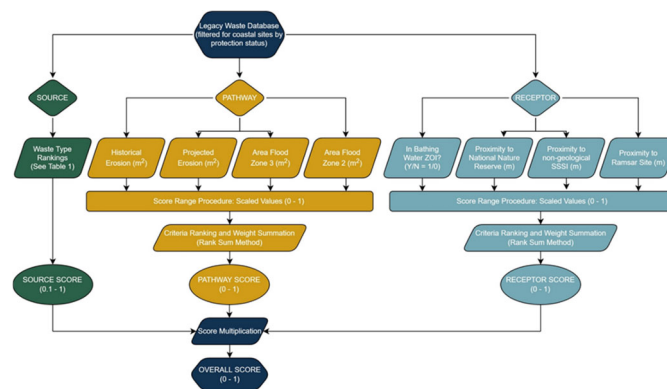 Legacy Waste Database
(filtered for coastal sites by
protection status)
SOURCE
PATHWAY
RECEPTOR
Waste Type
Rankings
(See Table 1)
Historical
Erosion (m²)
Projected
Erosion (m²)
Area Flood
Zone 3 (m²)
Area Flood
Zone 2 (m²)
In Bathing
Water ZOI?
(Y/N = 1/0)
Proximity to
National Nature
Reserve (m)
Proximity to
non-geological
SSSI (m)
Proximity to
Ramsar Site (m)
Score Range Procedure: Scaled Values (0 - 1)
Score Range Procedure: Scaled Values (0 - 1)
Criteria Ranking and Weight Summation
(Rank Sum Method)
Criteria Ranking and Weight Summation
(Rank Sum Method)
SOURCE SCORE
(0.1 - 1)
PATHWAY SCORE
(0 - 1)
RECEPTOR SCORE
(0 - 1)
Score Multiplication
OVERALL SCORE
(0 - 1)